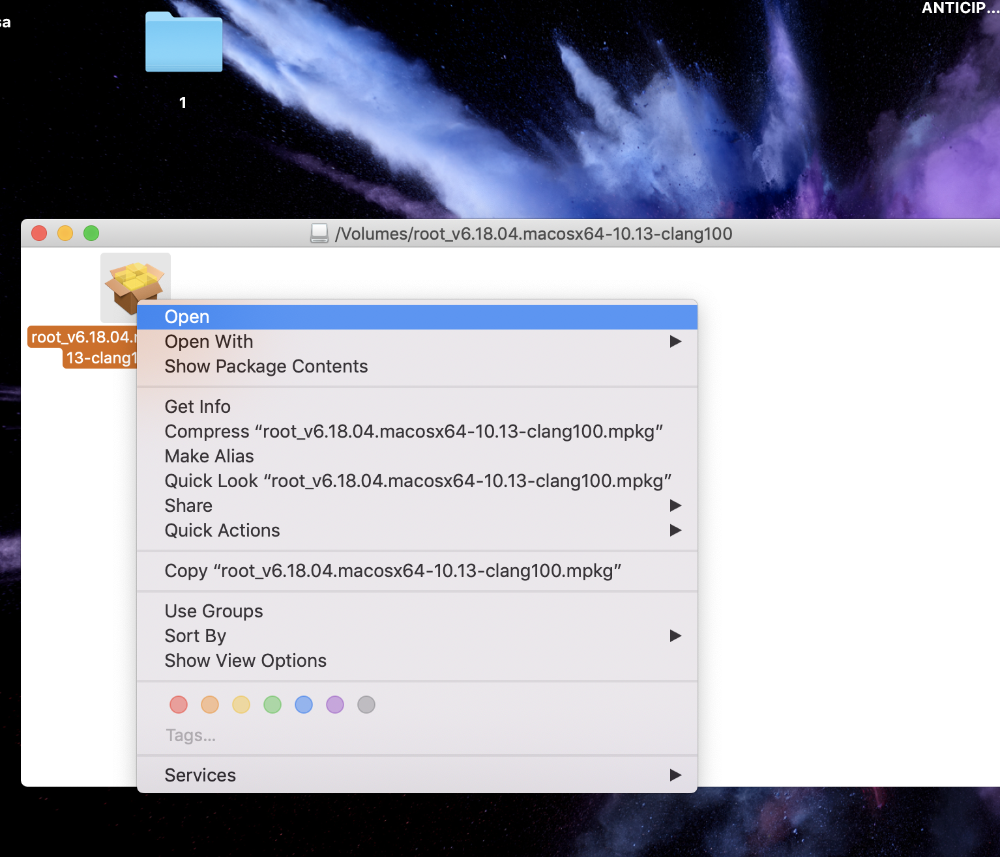 ANTICIP...
1
/Volumes/root_v6.18.04.macosx64-10.13-clang100
root_v6.18.04.
13-clang1
Open
Open With
Show Package Contents
Get Info
Compress “root_v6.18.04.macosx64-10.13-clang100.mpkg”
Make Alias
Quick Look “root_v6.18.04.macosx64-10.13-clang100.mpkg”
Share
Quick Actions
Copy “root_v6.18.04.macosx64-10.13-clang100.mpkg”
Use Groups
Sort By
Show View Options
Tags...
Services